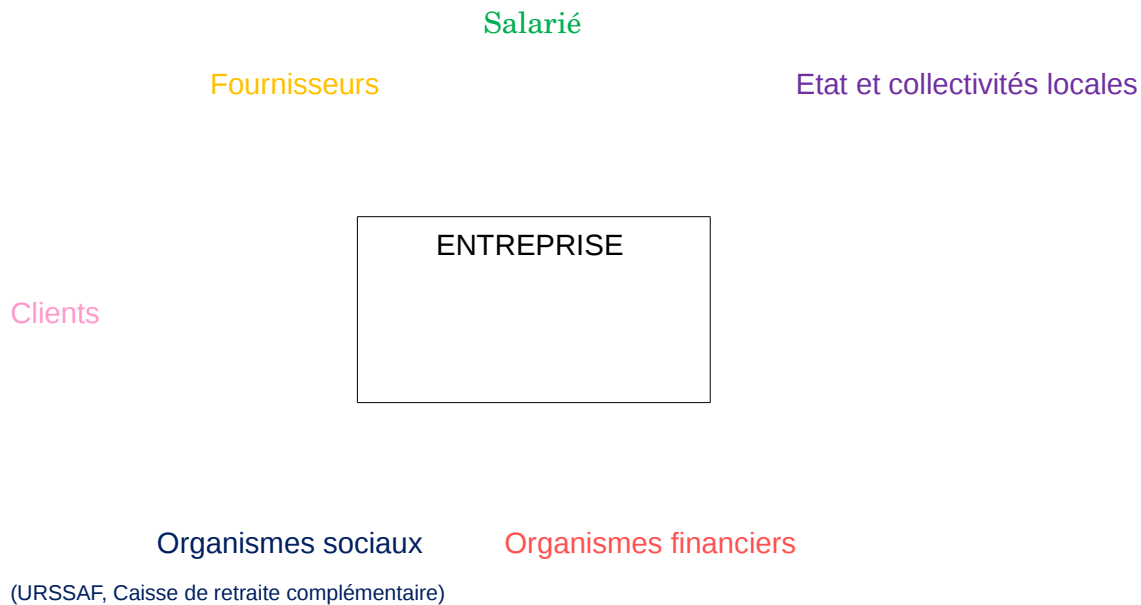 Salarié
Fournisseurs
Etat et collectivités locales
ENTREPRISE
Clients
Organismes sociaux
Organismes financiers
(URSSAF, Caisse de retraite complémentaire)